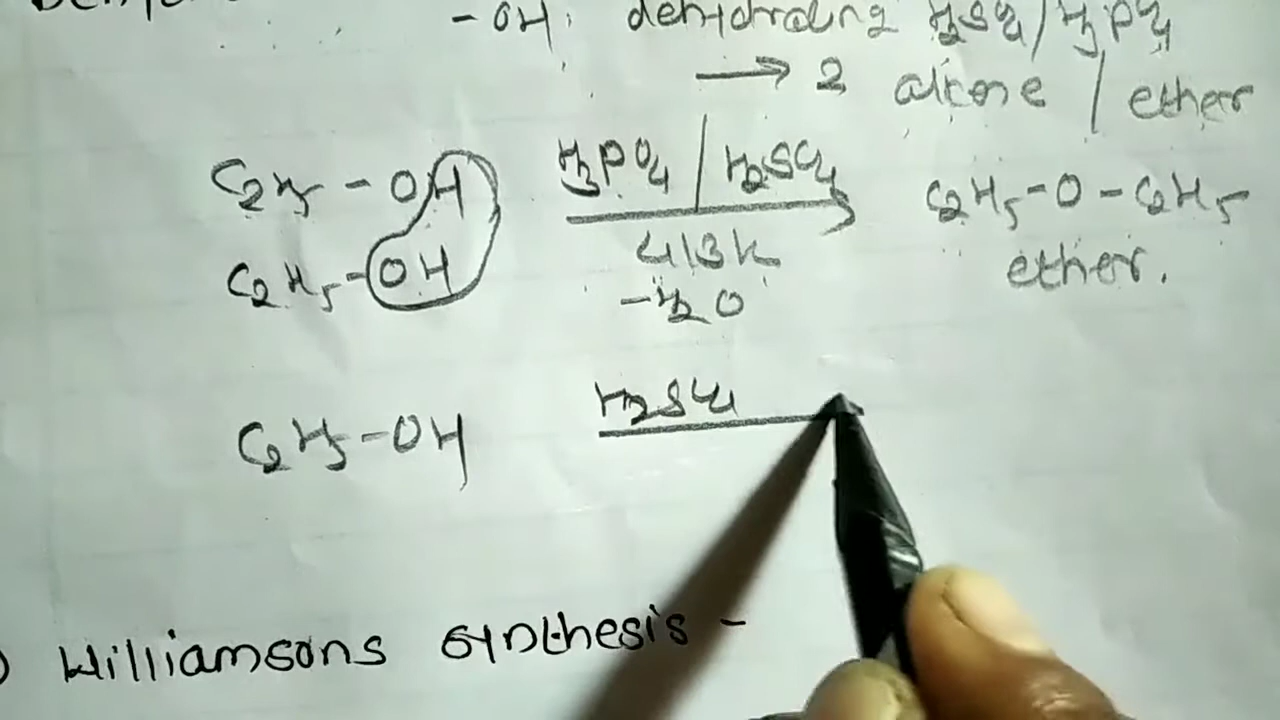 -OH. dehydrating H2SO4/H3PO4
→ 2 alkene / ether
C2H5-OH H3PO4/H2SO4 C2H5-O-C2H5
C2H5-OH 413K ether.
-H2O
C2H5-OH H2SO4
Williamsons synthesis-